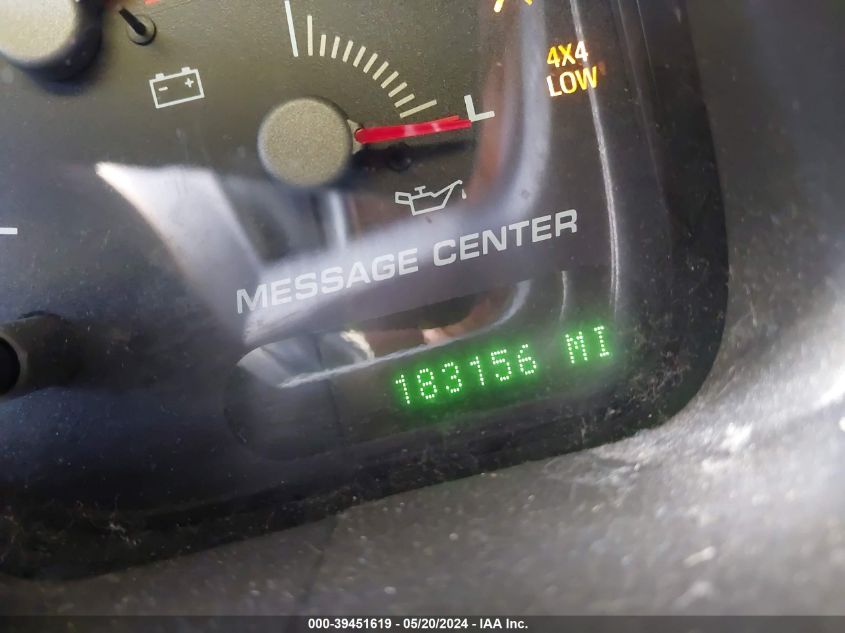 4X4
LOW
L
MESSAGE CENTER
183156 MI
000-39451619 - 05/20/2024 - IAA Inc.